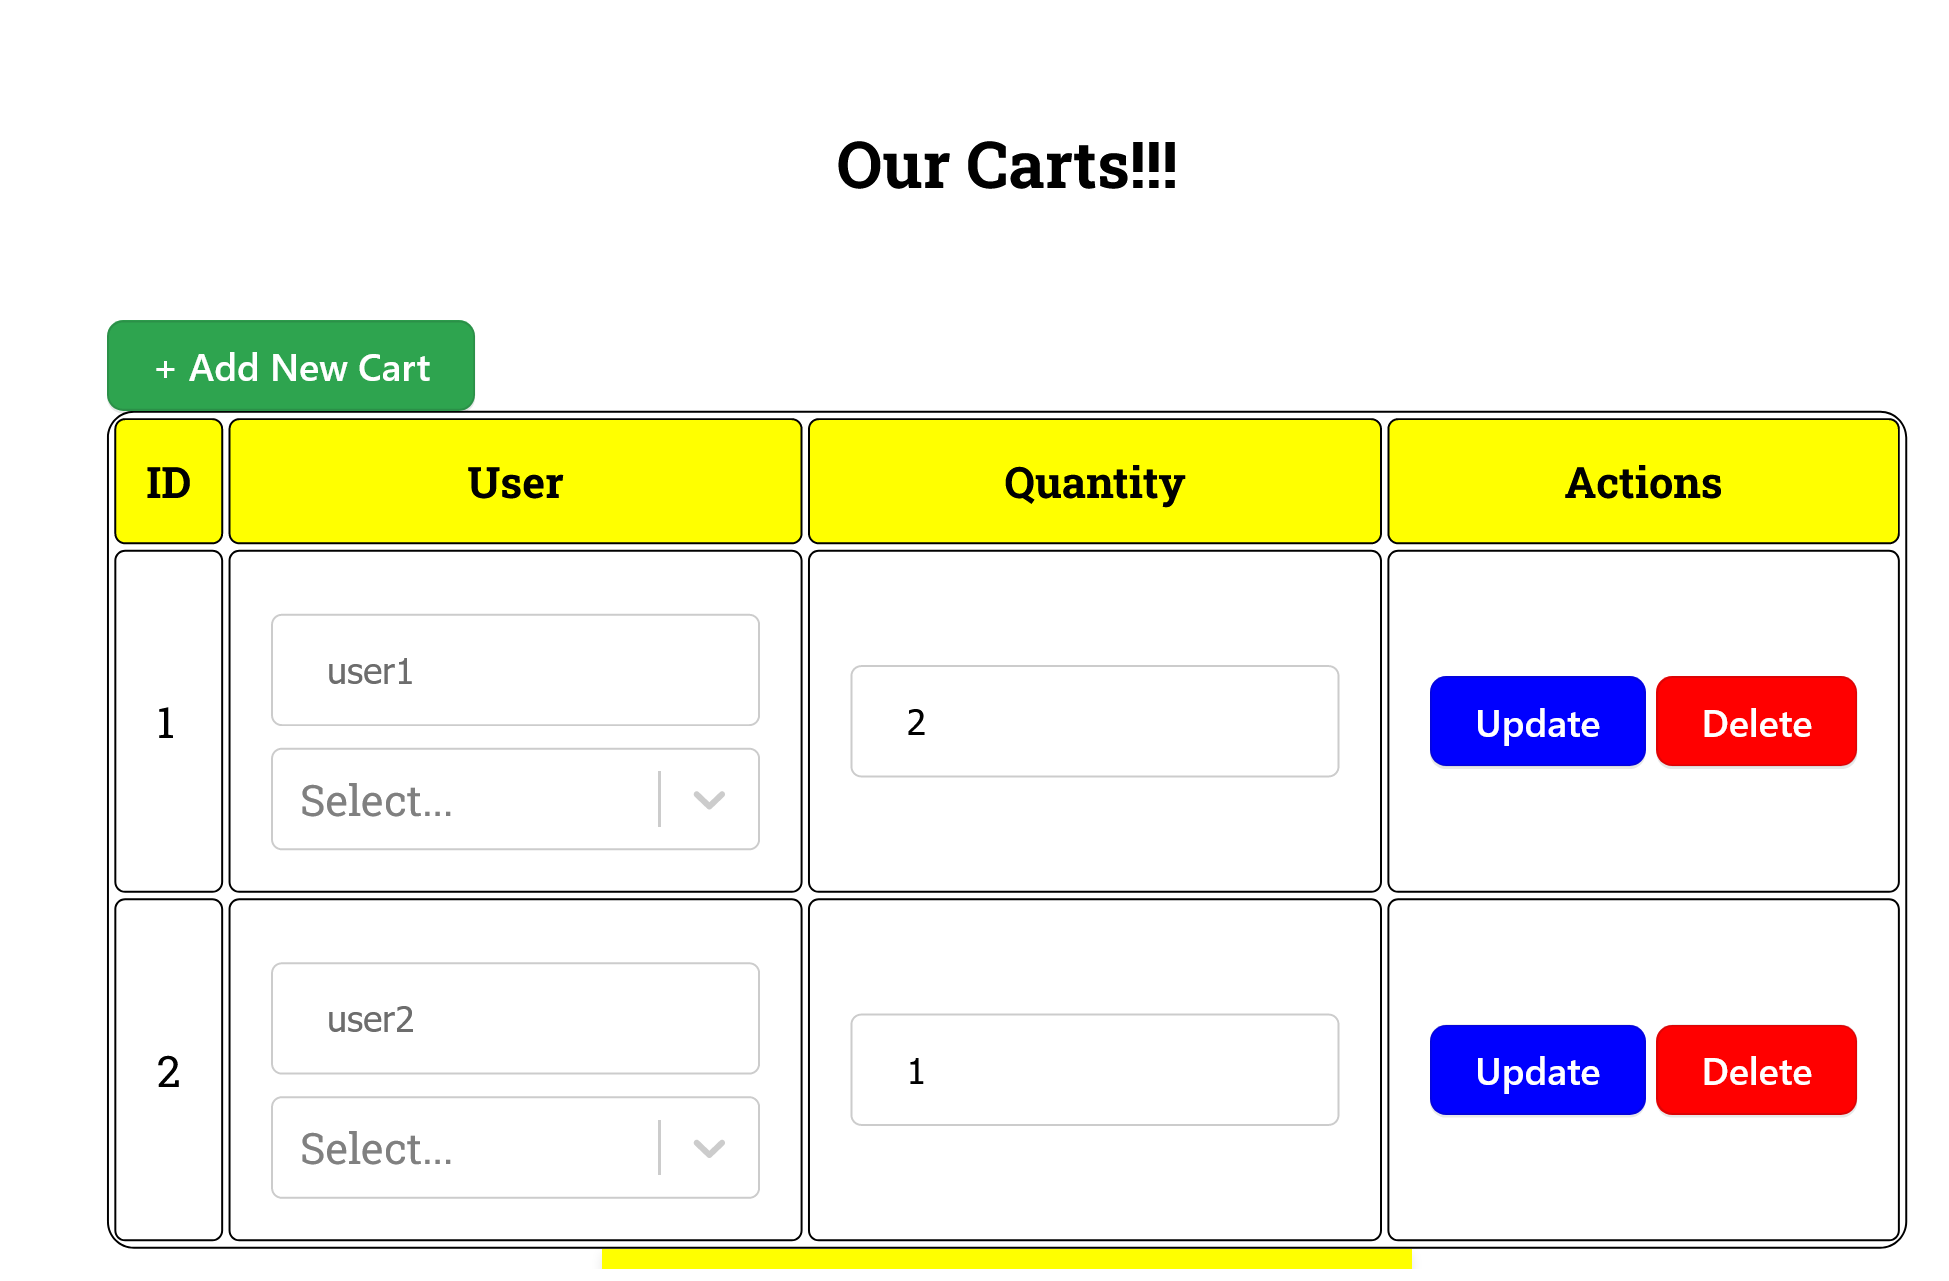 Our Carts!!!
+ Add New Cart
ID User Quantity Actions
user1
Select...
1 2 Update Delete
user2
Select...
2 1 Update Delete